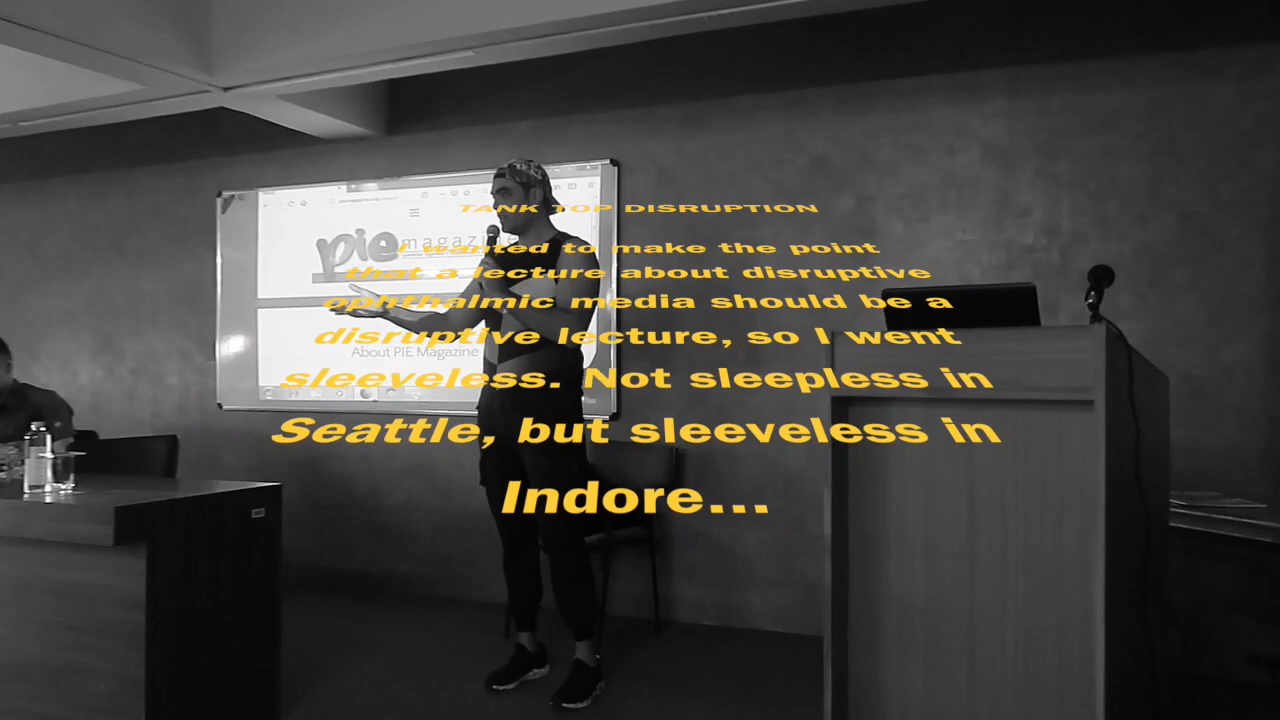 TANK TOP DISRUPTION
I wanted to make the point
that a lecture about disruptive
ophthalmic media should be a
disruptive lecture, so I went
sleeveless. Not sleepless in
Seattle, but sleeveless in
Indore...
pie magazine
About PIE Magazine